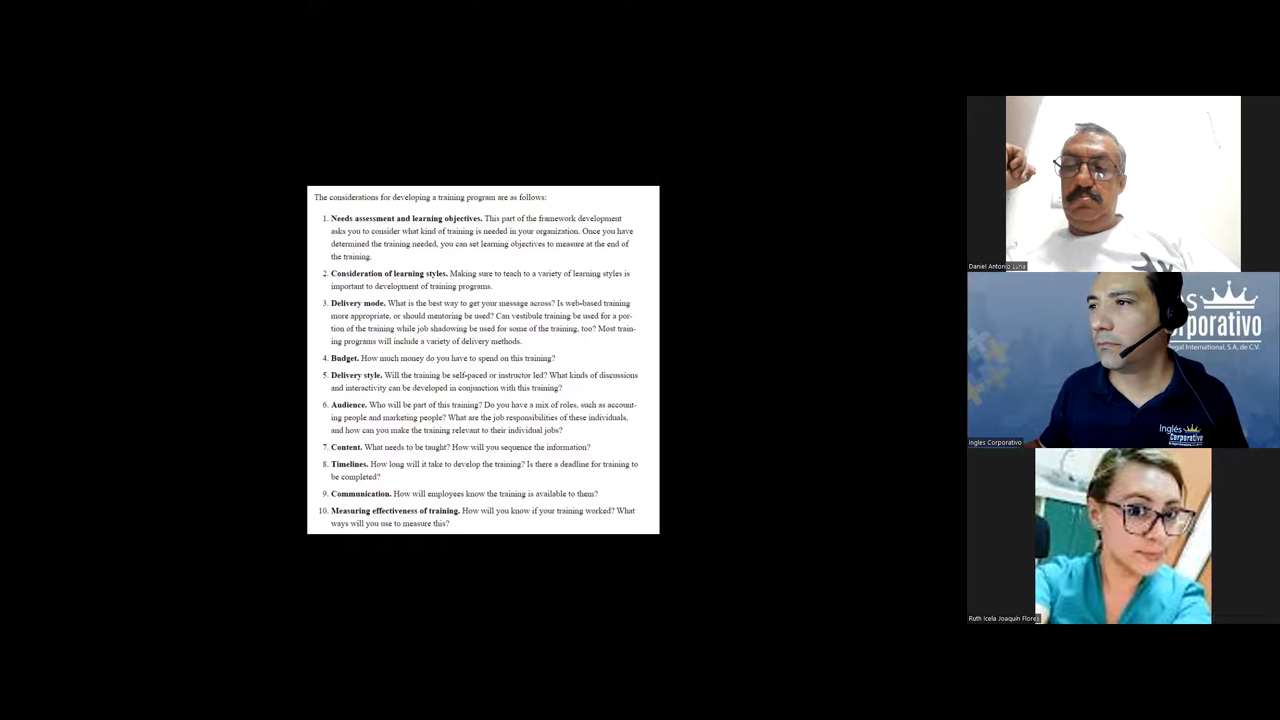 The considerations for developing a training program are as follows:
1. Needs assessment and learning objectives. This part of the framework development
asks you to consider what kind of training is needed in your organization. Once you have
determined the training needed, you can set learning objectives to measure at the end of
the training.
2. Consideration of learning styles. Making sure to teach to a variety of learning styles is
important to development of training programs.
3. Delivery mode. What is the best way to get your message across? Is web-based training
more appropriate, or should mentoring be used? Can vestibule training be used for a por-
tion of the training while job shadowing be used for some of the training, too? Most train-
ing programs will include a variety of delivery methods.
4. Budget. How much money do you have to spend on this training?
5. Delivery style. Will the training be self-paced or instructor led? What kinds of discussions
and interactivity can be developed in conjunction with this training?
6. Audience. Who will be part of this training? Do you have a mix of roles, such as account-
ing people and marketing people? What are the job responsibilities of these individuals,
and how can you make the training relevant to their individual jobs?
7. Content. What needs to be taught? How will you sequence the information?
8. Timelines. How long will it take to develop the training? Is there a deadline for training to
be completed?
9. Communication. How will employees know the training is available to them?
10. Measuring effectiveness of training. How will you know if your training worked? What
ways will you use to measure this?
Daniel Antonio Luna
es
orporativo
egal International, S.A. de C.V.
Inglés
Corporativo
Ingles Corporativo
Ruth Icela Joaquin Flores